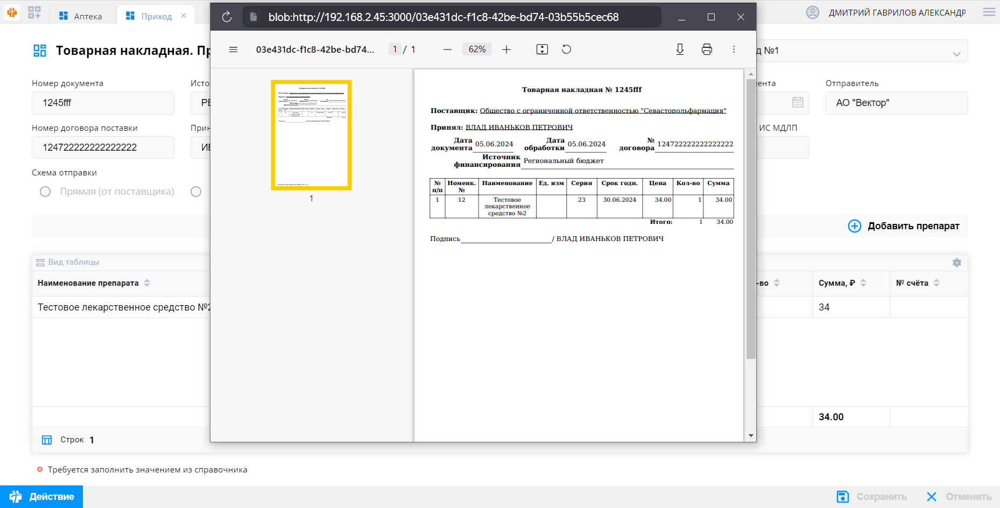 Аптека
Приход
ДМИТРИЙ ГАВРИЛОВ АЛЕКСАНДР
blob:http://192.168.2.45:3000/03e431dc-f1c8-42be-bd74-03b55b5cec68
03e431dc-f1c8-42be-bd74...
1 / 1
62%
Товарная накладная. Пр
д №1
Номер документа
Исто
1245fff
РЕ
Номер договора поставки
Прин
124722222222222222
ИЕ
Схема отправки
Прямая (от поставщика)
1
Товарная накладная № 1245fff
Поставщик: Общество с ограниченной ответственностью "Севастопольфармация"
Принял: ВЛАД ИВАНЬКОВ ПЕТРОВИЧ
Дата документа 05.06.2024 Дата обработки 05.06.2024 № договора 124722222222222222
Источник финансирования Региональный бюджет
№ п/п Номенк. № Наименование Ед. изм Серия Срок годн. Цена Кол-во Сумма
1 12 Тестовое лекарственное средство №2 23 30.06.2024 34.00 1 34.00
Итого: 1 34.00
Подпись / ВЛАД ИВАНЬКОВ ПЕТРОВИЧ
ента
Отправитель
АО "Вектор"
ИС МДЛП
Добавить препарат
Вид таблицы
Наименование препарата
-во
Сумма, ₽
№ счёта
Тестовое лекарственное средство №2
34
34.00
Строк 1
Требуется заполнить значением из справочника
Действие
Сохранить
Отменить